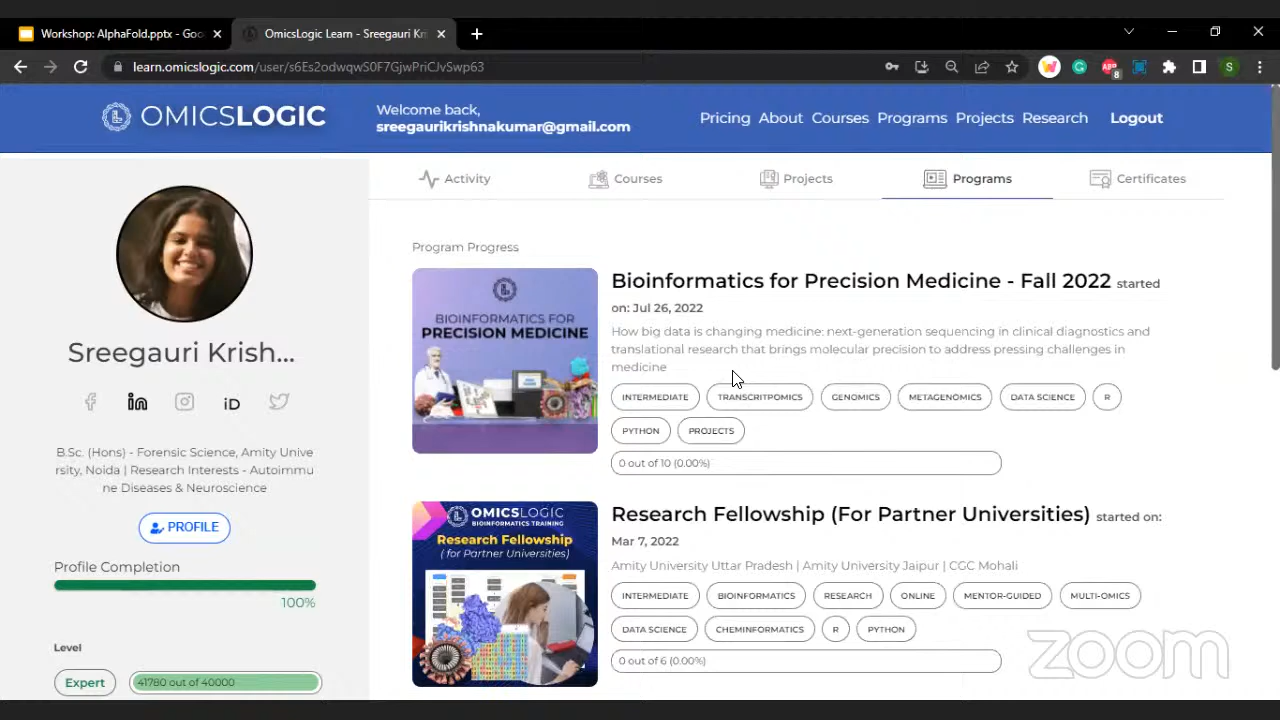 Workshop: AlphaFold.pptx - Goo
OmicsLogic Learn - Sreegauri Kri
learn.omicslogic.com/user/s6Es2odwqwS0F7GjwPriCJvSwp63
8
S
OMICSLOGIC
Welcome back,
sreegaurikrishnakumar@gmail.com
Pricing About Courses Programs Projects Research Logout
Activity
Courses
Projects
Programs
Certificates
Sreegauri Krish...
iD
B.Sc. (Hons) - Forensic Science, Amity Unive
rsity, Noida | Research Interests - Autoimmu
ne Diseases & Neuroscience
PROFILE
Profile Completion
100%
Level
Expert
41780 out of 40000
Program Progress
BIOINFORMATICS FOR
PRECISION MEDICINE
Bioinformatics for Precision Medicine - Fall 2022 started
on: Jul 26, 2022
How big data is changing medicine: next-generation sequencing in clinical diagnostics and
translational research that brings molecular precision to address pressing challenges in
medicine
INTERMEDIATE TRANSCRITPOMICS GENOMICS METAGENOMICS DATA SCIENCE R
PYTHON PROJECTS
0 out of 10 (0.00%)
OMICSLOGIC
BIOINFORMATICS TRAINING
Research Fellowship
( for Partner Universities)
Research Fellowship (For Partner Universities) started on:
Mar 7, 2022
Amity University Uttar Pradesh | Amity University Jaipur | CGC Mohali
INTERMEDIATE BIOINFORMATICS RESEARCH ONLINE MENTOR-GUIDED MULTI-OMICS
DATA SCIENCE CHEMINFORMATICS R PYTHON
0 out of 6 (0.00%)
zoom